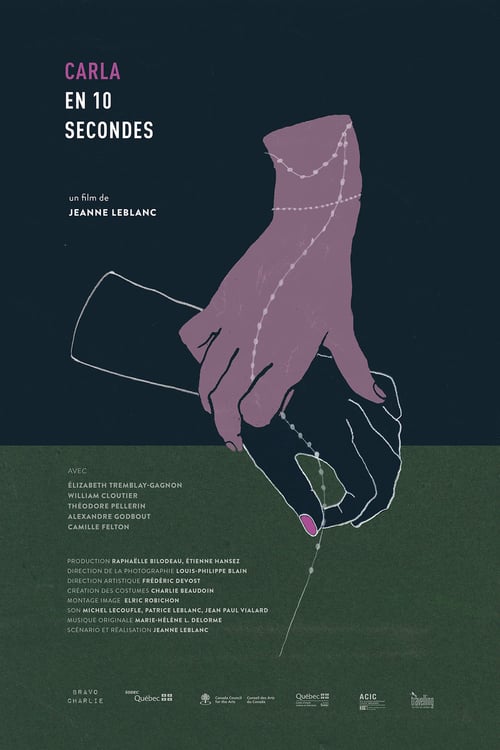 CARLA
EN 10
SECONDES
un film de
JEANNE LEBLANC
AVEC
ÉLIZABETH TREMBLAY-GAGNON
WILLIAM CLOUTIER
THÉODORE PELLERIN
ALEXANDRE GODBOUT
CAMILLE FELTON
PRODUCTION RAPHAËLLE BILODEAU, ÉTIENNE HANSEZ
DIRECTION DE LA PHOTOGRAPHIE LOUIS-PHILIPPE BLAIN
DIRECTION ARTISTIQUE FRÉDÉRIC DEVOST
CRÉATION DES COSTUMES CHARLIE BEAUDOIN
MONTAGE IMAGE ELRIC ROBICHON
SON MICHEL LECOUFLE, PATRICE LEBLANC, JEAN PAUL VIALARD
MUSIQUE ORIGINALE MARIE-HÉLÈNE L. DELORME
SCÉNARIO ET RÉALISATION JEANNE LEBLANC
BRAVO
CHARLIE
SODEC
Québec
Canada Council
for the Arts
Conseil des Arts
du Canada
Québec
ACIC
travelling